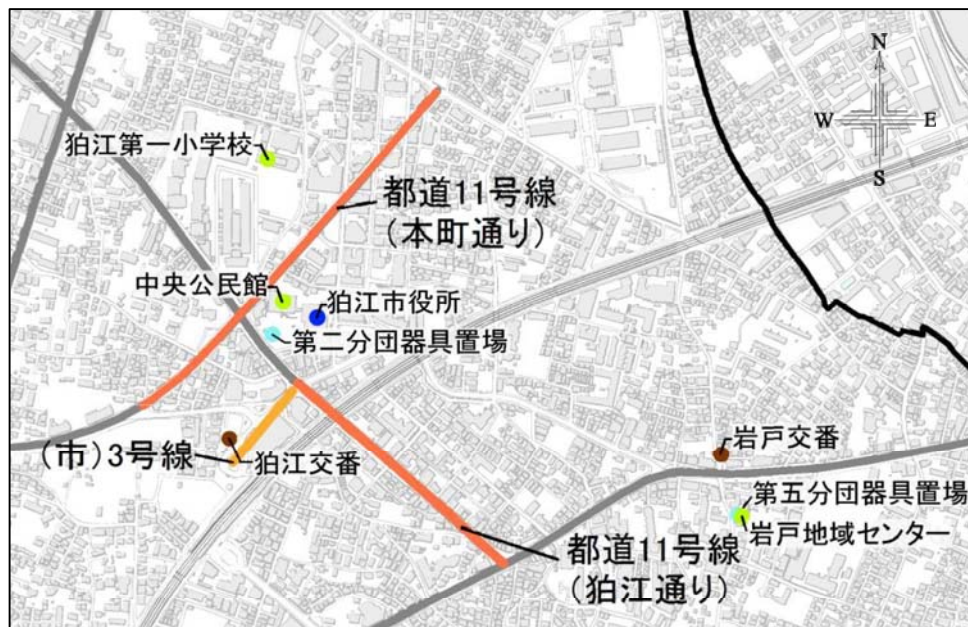 N
W E
S
狛江第一小学校
都道11号線
(本町通り)
中央公民館
狛江市役所
第二分団器具置場
(市)3号線
狛江交番
岩戸交番
第五分団器具置場
岩戸地域センター
都道11号線
(狛江通り)